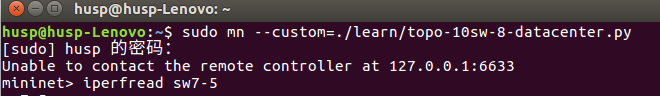 husp@husp-Lenovo: ~
husp@husp-Lenovo:~$ sudo mn --custom=./learn/topo-10sw-8-datacenter.py
[sudo] husp 的密码：
Unable to contact the remote controller at 127.0.0.1:6633
mininet> iperfread sw7-5